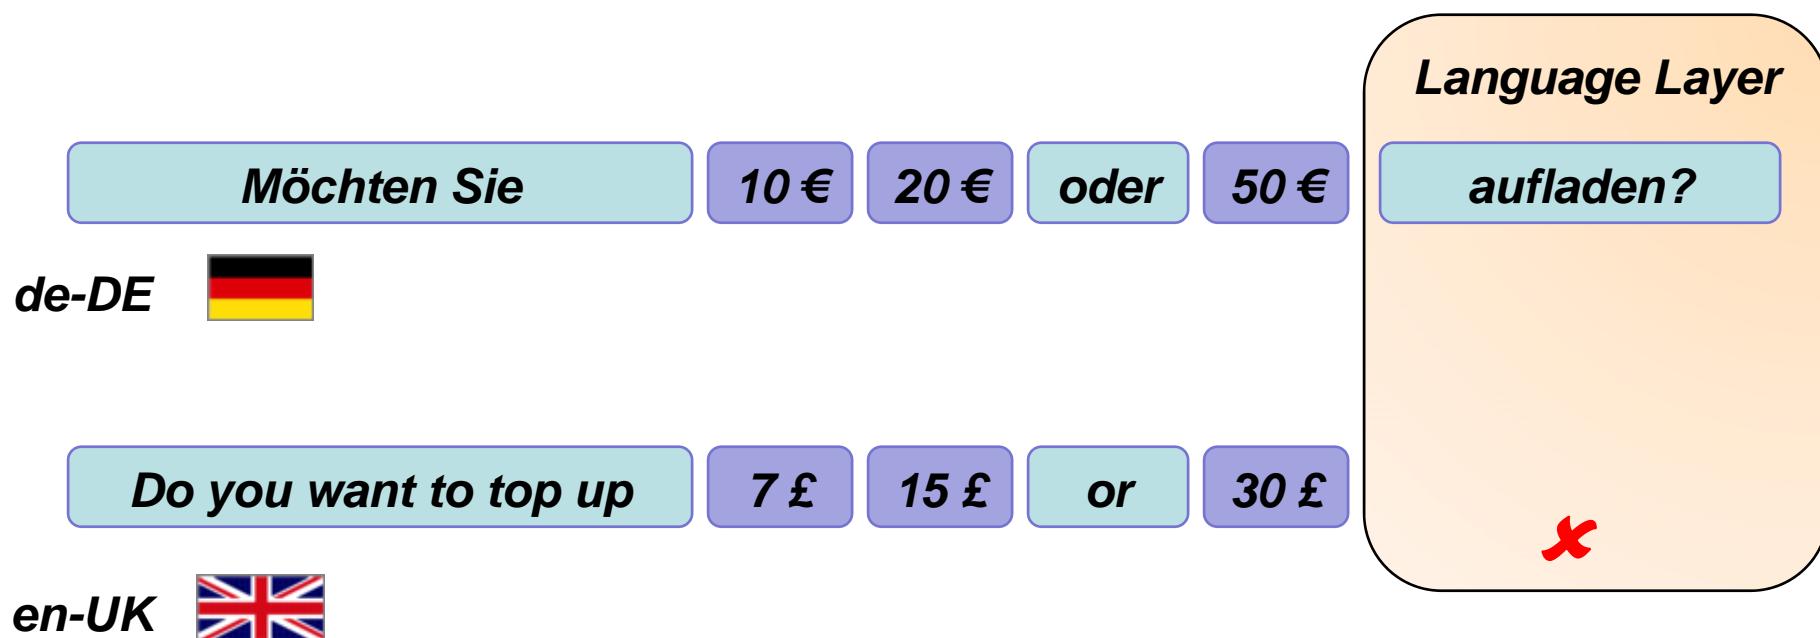 Language Layer
Möchten Sie 10 € 20 € oder 50 € aufladen?
de-DE
Do you want to top up 7 £ 15 £ or 30 £
en-UK